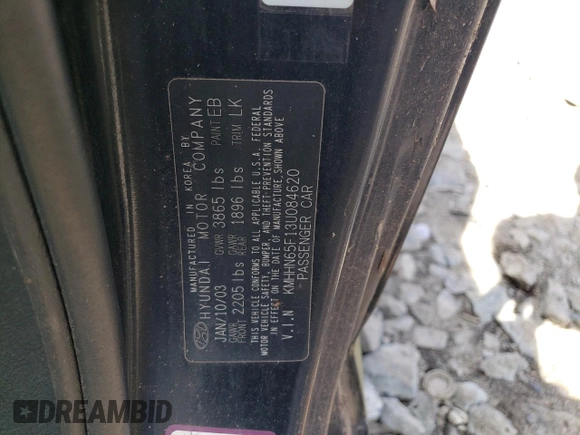 MANUFACTURED IN KOREA BY
HYUNDAI MOTOR COMPANY
JAN/10/03 GVWR 3865 lbs PAINT EB
GAWR FRONT 2205 lbs GAWR REAR 1896 lbs TRIM LK
THIS VEHICLE CONFORMS TO ALL APPLICABLE U.S.A. FEDERAL
MOTOR VEHICLE SAFETY, BUMPER, AND THEFT PREVENTION STANDARDS
IN EFFECT ON THE DATE OF MANUFACTURE SHOWN ABOVE
V.I.N KMHHN65F13U084620
PASSENGER CAR
DREAMBID